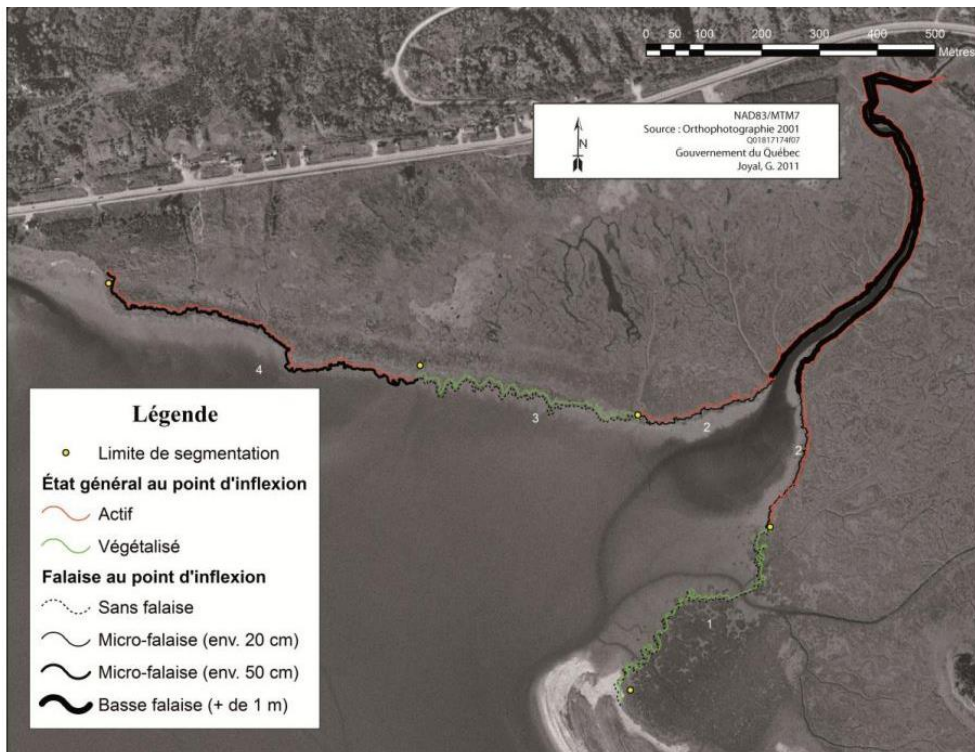 0 50 100 200 300 400 500
Mètres
NAD83/MTM7
Source : Orthophotographie 2001
Q01817174f07
Gouvernement du Québec
Joyal, G. 2011
N
4
3
2
2
1
Légende
Limite de segmentation
État général au point d'inflexion
Actif
Végétalisé
Falaise au point d'inflexion
Sans falaise
Micro-falaise (env. 20 cm)
Micro-falaise (env. 50 cm)
Basse falaise (+ de 1 m)